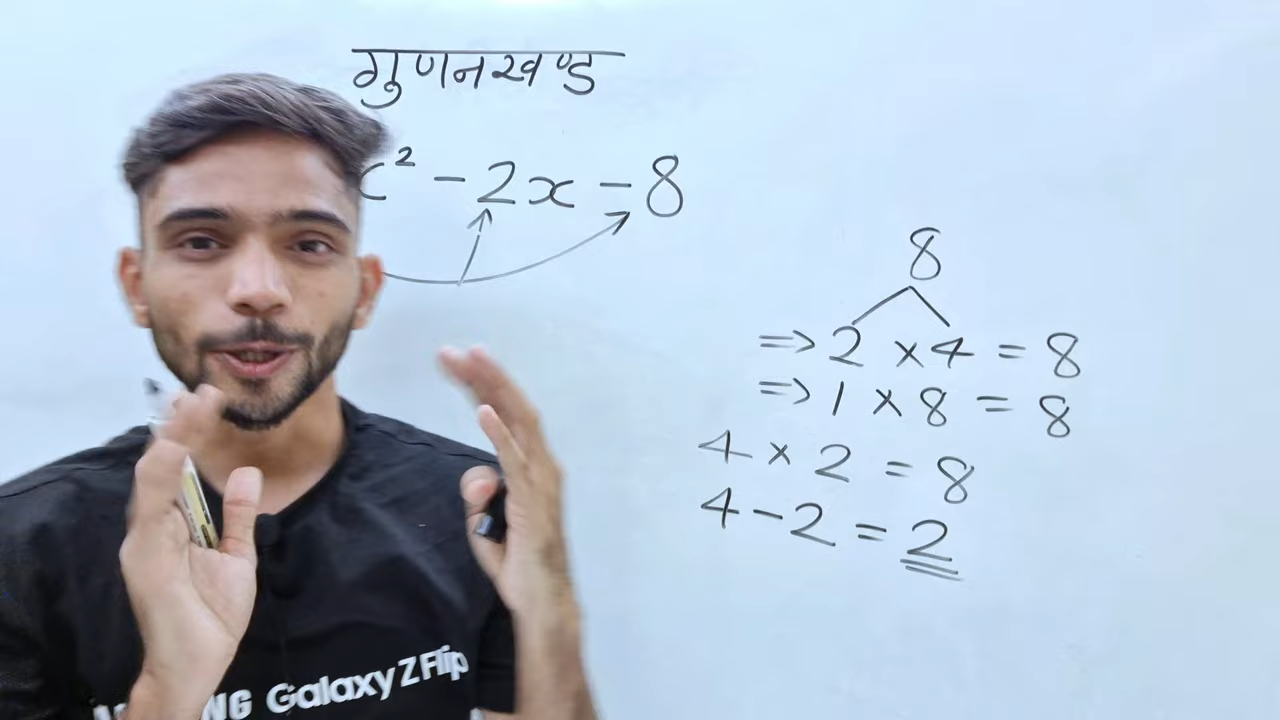 गुणनखण्ड
x² - 2x - 8
8
=> 2 × 4 = 8
=> 1 × 8 = 8
4 × 2 = 8
4 - 2 = 2
Galaxy Z Flip